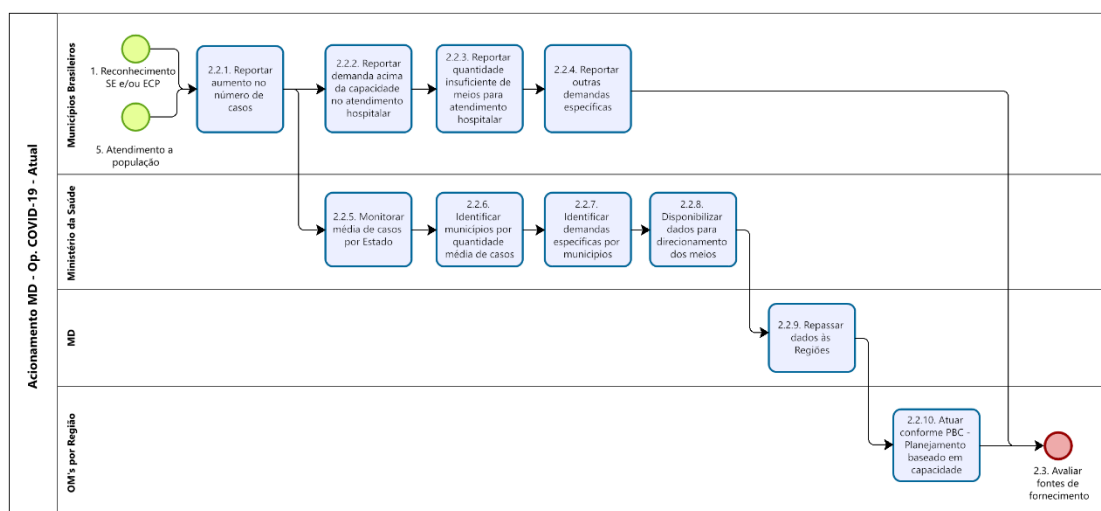 Acionamento MD - Op. COVID-19 - Atual
Municípios Brasileiros
1. Reconhecimento
SE e/ou ECP
5. Atendimento a
população
2.2.1. Reportar
aumento no
número de
casos
2.2.2. Reportar
demanda acima
da capacidade
no atendimento
hospitalar
2.2.3. Reportar
quantidade
insuficiente de
meios para
atendimento
hospitalar
2.2.4. Reportar
outras
demandas
específicas
Ministério da Saúde
2.2.5. Monitorar
média de casos
por Estado
2.2.6.
Identificar
municípios por
quantidade
média de casos
2.2.7.
Identificar
demandas
especificas por
municipios
2.2.8.
Disponibilizar
dados para
direcionamento
dos meios
MD
2.2.9. Repassar
dados às
Regiões
OM's por Região
2.2.10. Atuar
conforme PBC -
Planejamento
baseado em
capacidade
2.3. Avaliar
fontes de
fornecimento